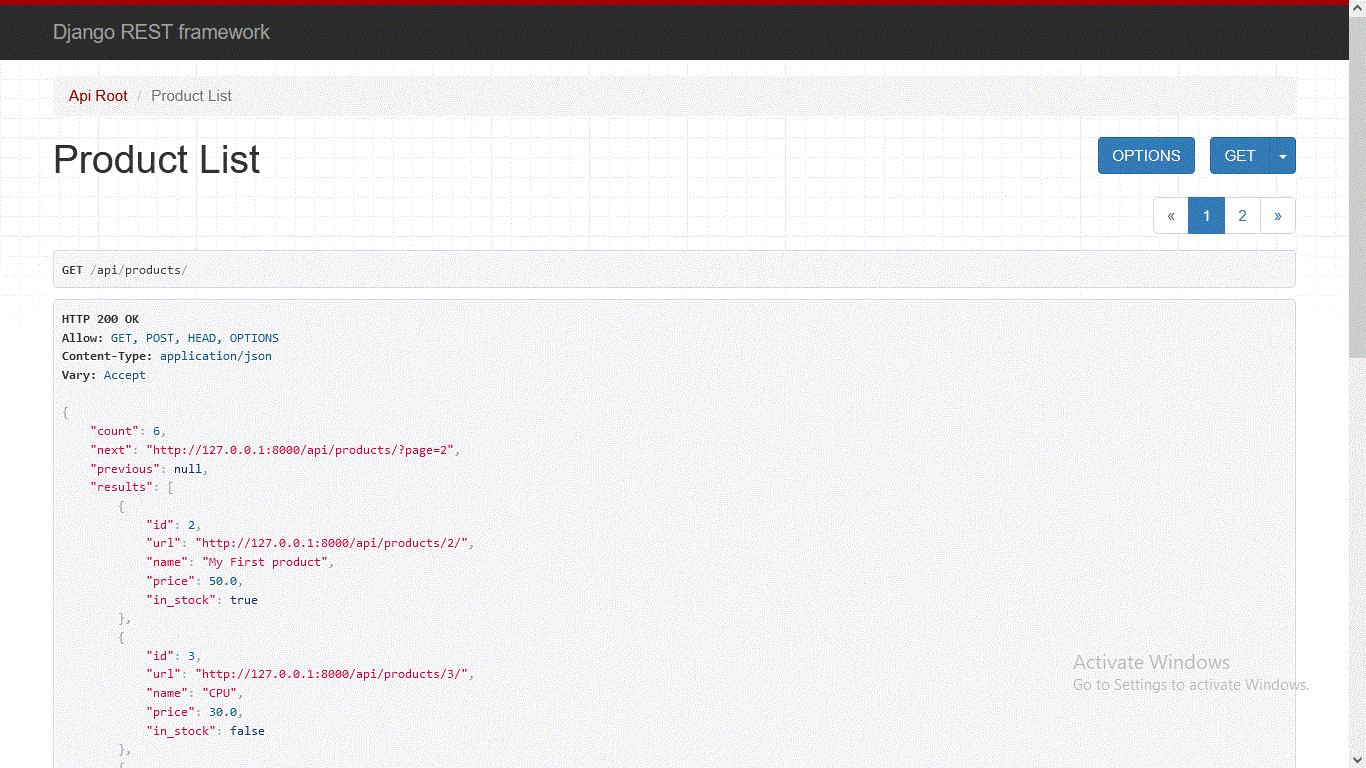 Django REST framework
Api Root / Product List
Product List
OPTIONS GET
« 1 2 »
GET /api/products/
HTTP 200 OK
Allow: GET, POST, HEAD, OPTIONS
Content-Type: application/json
Vary: Accept
{
    "count": 6,
    "next": "http://127.0.0.1:8000/api/products/?page=2",
    "previous": null,
    "results": [
        {
            "id": 2,
            "url": "http://127.0.0.1:8000/api/products/2/",
            "name": "My First product",
            "price": 50.0,
            "in_stock": true
        },
        {
            "id": 3,
            "url": "http://127.0.0.1:8000/api/products/3/",
            "name": "CPU",
            "price": 30.0,
            "in_stock": false
        },
Activate Windows
Go to Settings to activate Windows.